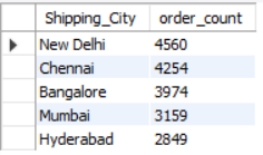 Shipping_City order_count
New Delhi 4560
Chennai 4254
Bangalore 3974
Mumbai 3159
Hyderabad 2849